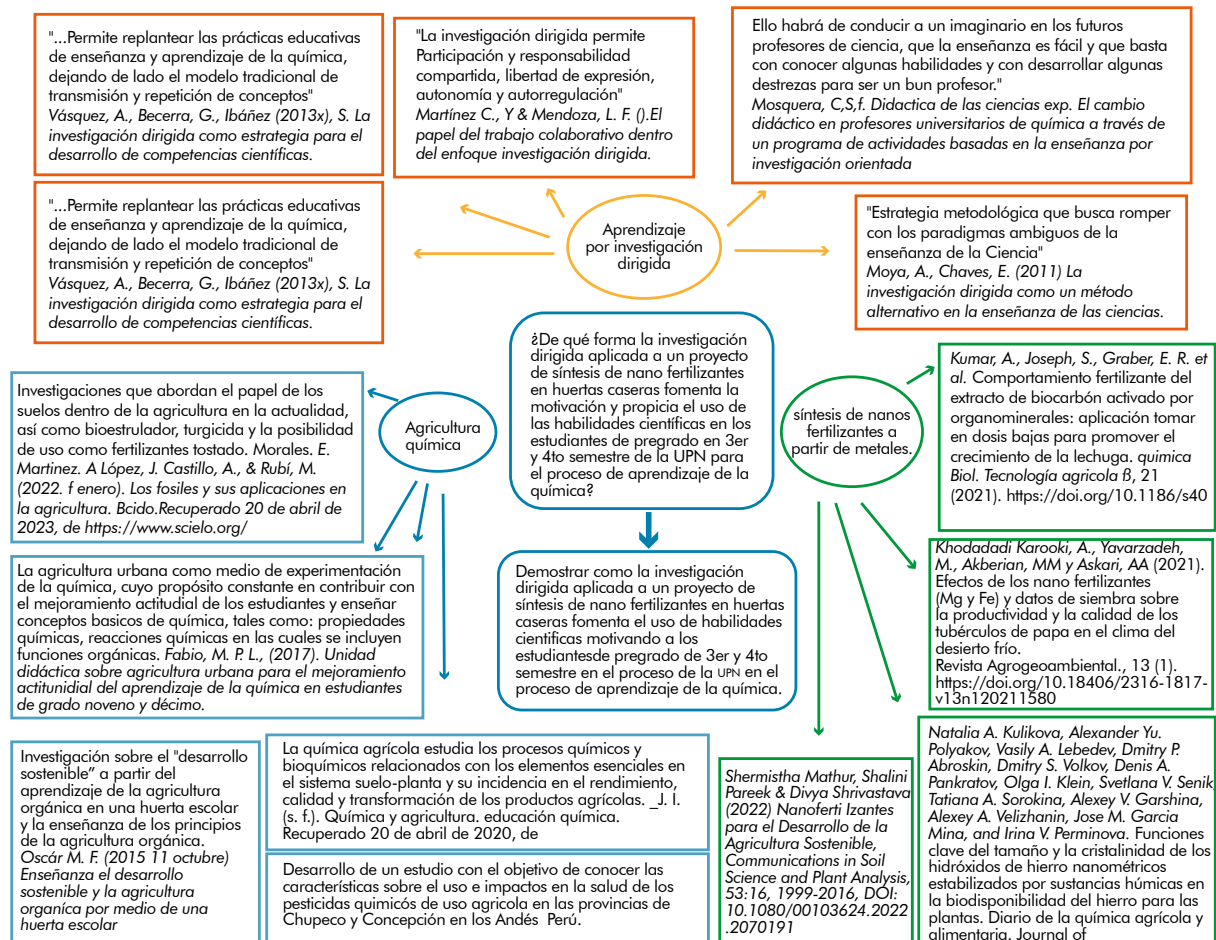 "...Permite replantear las prácticas educativas
de enseñanza y aprendizaje de la química,
dejando de lado el modelo tradicional de
transmisión y repetición de conceptos"
Vásquez, A., Becerra, G., Ibáñez (2013x), S. La
investigación dirigida como estrategia para el
desarrollo de competencias científicas.
"La investigación dirigida permite
Participación y responsabilidad
compartida, libertad de expresión,
autonomía y autorregulación"
Martínez C., Y & Mendoza, L. F. ().El
papel del trabajo colaborativo dentro
del enfoque investigación dirigida.
Ello habrá de conducir a un imaginario en los futuros
profesores de ciencia, que la enseñanza es fácil y que basta
con conocer algunas habilidades y con desarrollar algunas
destrezas para ser un bun profesor."
Mosquera, C,S,f. Didactica de las ciencias exp. El cambio
didáctico en profesores universitarios de química a través de
un programa de actividades basadas en la enseñanza por
investigación orientada
"...Permite replantear las prácticas educativas
de enseñanza y aprendizaje de la química,
dejando de lado el modelo tradicional de
transmisión y repetición de conceptos"
Vásquez, A., Becerra, G., Ibáñez (2013x), S. La
investigación dirigida como estrategia para el
desarrollo de competencias científicas.
Aprendizaje
por investigación
dirigida
"Estrategia metodológica que busca romper
con los paradigmas ambiguos de la
enseñanza de la Ciencia"
Moya, A., Chaves, E. (2011) La
investigación dirigida como un método
alternativo en la enseñanza de las ciencias.
¿De qué forma la investigación
dirigida aplicada a un proyecto
de síntesis de nano fertilizantes
en huertas caseras fomenta la
motivación y propicia el uso de
las habilidades científicas en los
estudiantes de pregrado en 3er
y 4to semestre de la UPN para
el proceso de aprendizaje de la
química?
Investigaciones que abordan el papel de los
suelos dentro de la agricultura en la actualidad,
así como bioestrulador, turgicida y la posibilidad
de uso como fertilizantes tostado. Morales. E.
Martinez. A López, J. Castillo, A., & Rubí, M.
(2022. f enero). Los fosiles y sus aplicaciones en
la agricultura. Bcido.Recuperado 20 de abril de
2023, de https://www.scielo.org/
Agricultura
química
síntesis de nanos
fertilizantes a
partir de metales.
Kumar, A., Joseph, S., Graber, E. R. et
al. Comportamiento fertilizante del
extracto de biocarbón activado por
organominerales: aplicación tomar
en dosis bajas para promover el
crecimiento de la lechuga. quimica
Biol. Tecnología agricola ß, 21
(2021). https://doi.org/10.1186/s40
La agricultura urbana como medio de experimentación
de la química, cuyo propósito constante en contribuir con
el mejoramiento actitudial de los estudiantes y enseñar
conceptos basicos de química, tales como: propiedades
químicas, reacciones químicas en las cuales se incluyen
funciones orgánicas. Fabio, M. P. L., (2017). Unidad
didáctica sobre agricultura urbana para el mejoramiento
actitunidial del aprendizaje de la química en estudiantes
de grado noveno y décimo.
Demostrar como la investigación
dirigida aplicada a un proyecto de
síntesis de nano fertilizantes en huertas
caseras fomenta el uso de habilidades
cientificas motivando a los
estudiantesde pregrado de 3er y 4to
semestre en el proceso de la UPN en el
proceso de aprendizaje de la química.
Khodadadi Karooki, A., Yavarzadeh,
M., Akberian, MM y Askari, AA (2021).
Efectos de los nano fertilizantes
(Mg y Fe) y datos de siembra sobre
la productividad y la calidad de los
tubérculos de papa en el clima del
desierto frío.
Revista Agrogeoambiental., 13 (1).
https://doi.org/10.18406/2316-1817-
v13n120211580
Investigación sobre el "desarrollo
sostenible" a partir del
aprendizaje de la agricultura
orgánica en una huerta escolar
y la enseñanza de los principios
de la agricultura orgánica.
Oscár M. F. (2015 11 octubre)
Enseñanza el desarrollo
sostenible y la agricultura
organíca por medio de una
huerta escolar
La química agrícola estudia los procesos químicos y
bioquímicos relacionados con los elementos esenciales en
el sistema suelo-planta y su incidencia en el rendimiento,
calidad y transformación de los productos agrícolas. _J. I.
(s. f.). Química y agricultura. educación química.
Recuperado 20 de abril de 2020, de
Desarrollo de un estudio con el objetivo de conocer las
características sobre el uso e impactos en la salud de los
pesticidas quimicós de uso agricola en las provincias de
Chupeco y Concepción en los Andés Perú.
Shermistha Mathur, Shalini
Pareek & Divya Shrivastava
(2022) Nanoferti Izantes
para el Desarrollo de la
Agricultura Sostenible,
Communications in Soil
Science and Plant Analysis,
53:16, 1999-2016, DOI:
10.1080/00103624.2022
.2070191
Natalia A. Kulikova, Alexander Yu.
Polyakov, Vasily A. Lebedev, Dmitry P.
Abroskin, Dmitry S. Volkov, Denis A.
Pankratov, Olga I. Klein, Svetlana V. Senik,
Tatiana A. Sorokina, Alexey V. Garshina,
Alexey A. Velizhanin, Jose M. Garcia
Mina, and Irina V. Perminova. Funciones
clave del tamaño y la cristalinidad de los
hidróxidos de hierro nanométricos
estabilizados por sustancias húmicas en
la biodisponibilidad del hierro para las
plantas. Diario de la química agrícola y
alimentaria. Journal of